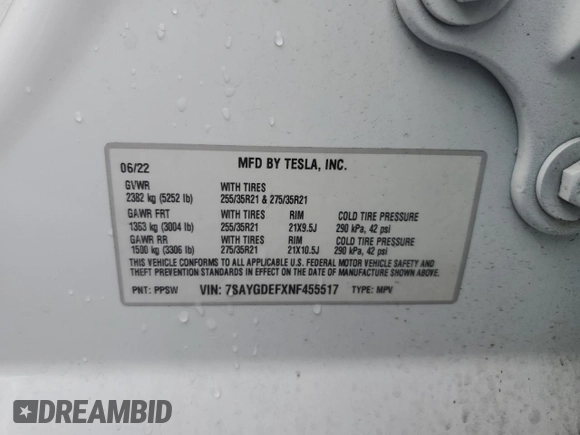 06/22 MFD BY TESLA, INC.
GVWR WITH TIRES
2382 kg (5252 lb) 255/35R21 & 275/35R21
GAWR FRT WITH TIRES RIM COLD TIRE PRESSURE
1363 kg (3004 lb) 255/35R21 21X9.5J 290 kPa, 42 psi
GAWR RR WITH TIRES RIM COLD TIRE PRESSURE
1500 kg (3306 lb) 275/35R21 21X10.5J 290 kPa, 42 psi
THIS VEHICLE CONFORMS TO ALL APPLICABLE U.S. FEDERAL MOTOR VEHICLE SAFETY AND
THEFT PREVENTION STANDARDS IN EFFECT ON THE DATE OF MANUFACTURE SHOWN ABOVE.
PNT: PPSW VIN: 7SAYGDEFXNF455517 TYPE: MPV
DREAMBID